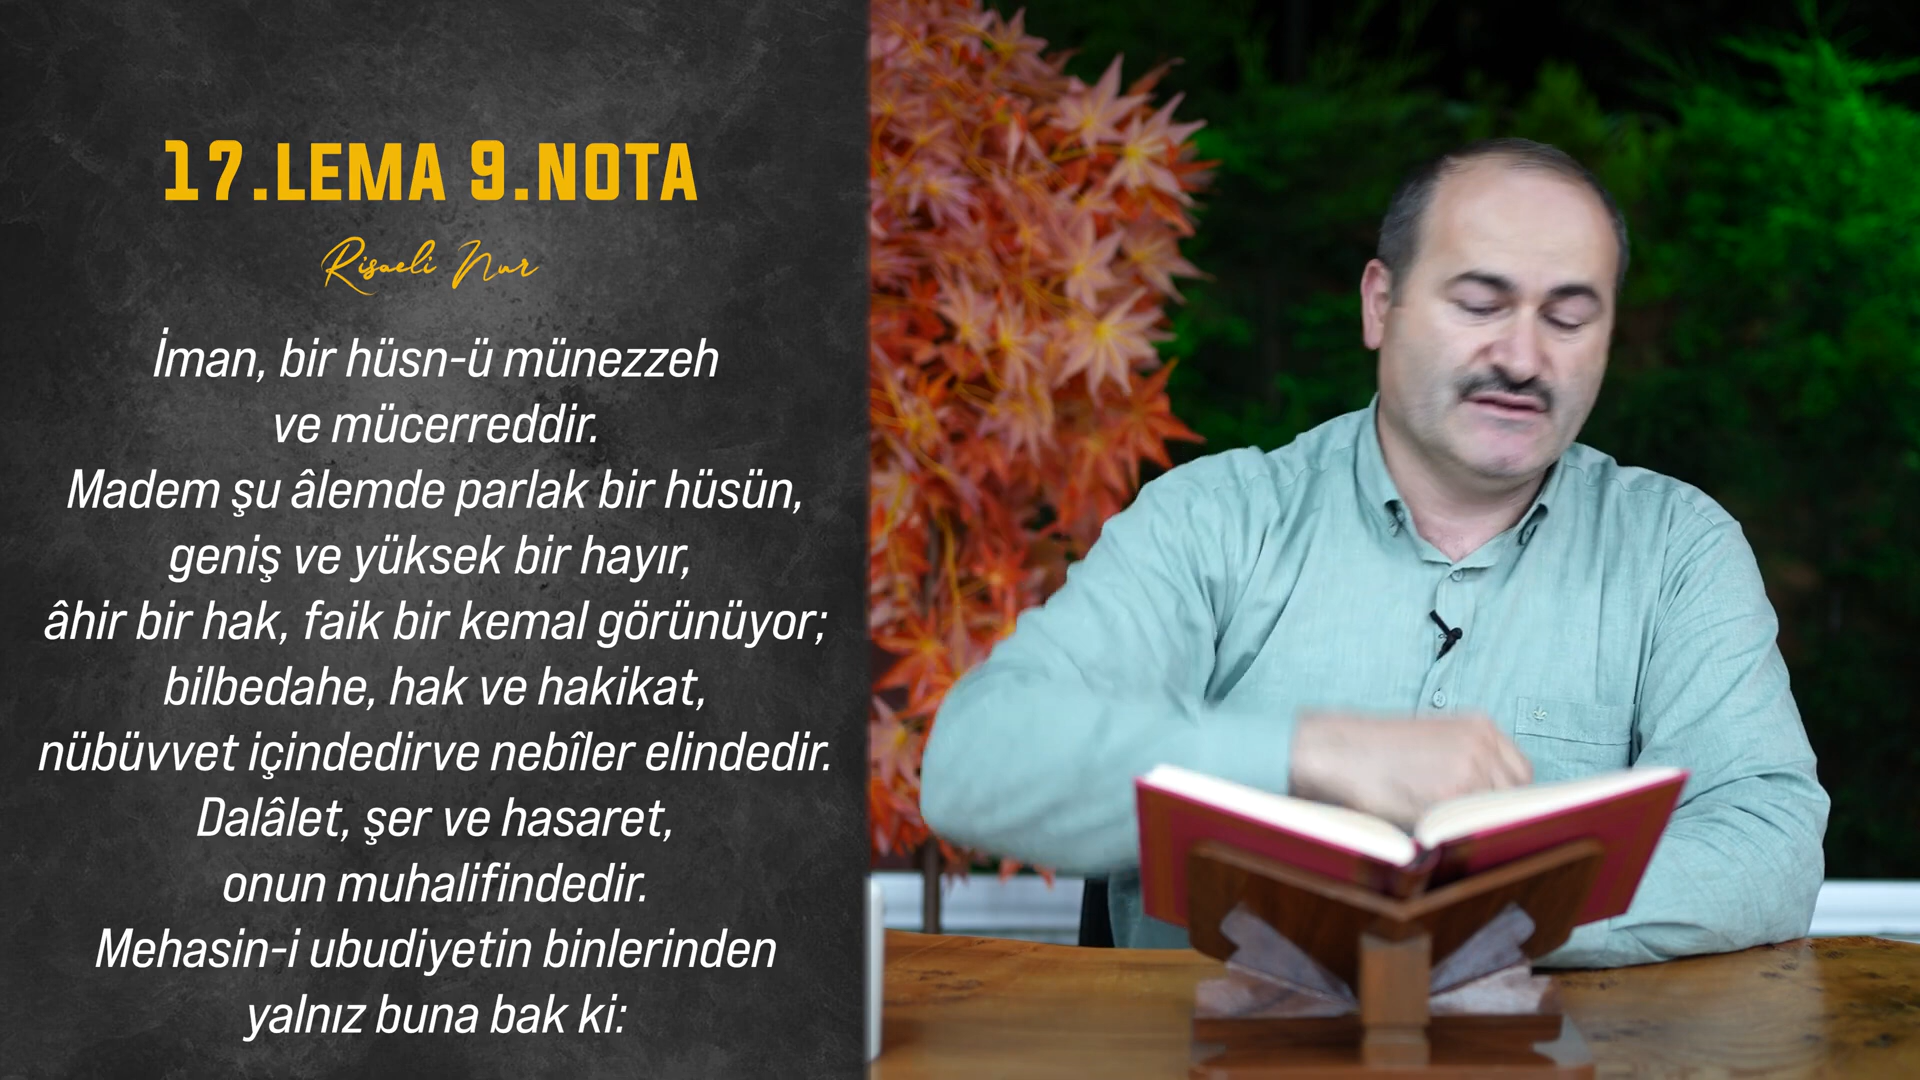 17.LEMA 9.NOTA
Risaeli Nur
İman, bir hüsn-ü münezzeh
ve mücerreddir.
Madem şu âlemde parlak bir hüsün,
geniş ve yüksek bir hayır,
âhir bir hak, faik bir kemal görünüyor;
bilbedahe, hak ve hakikat,
nübüvvet içindedirve nebîler elindedir.
Dalâlet, şer ve hasaret,
onun muhalifindedir.
Mehasin-i ubudiyetin binlerinden
yalnız buna bak ki: